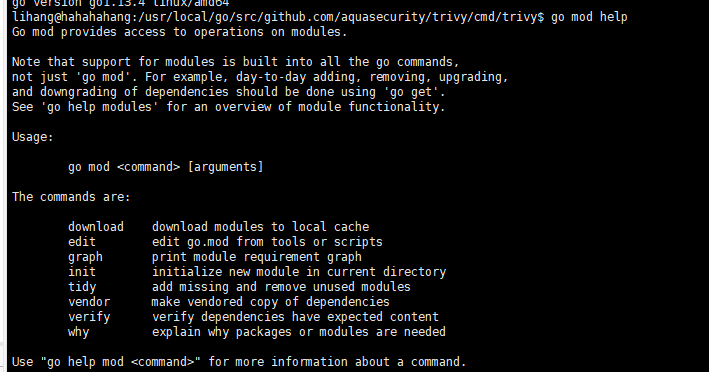 go version go1.13.4 linux/amd64
lihang@hahahahang:/usr/local/go/src/github.com/aquasecurity/trivy/cmd/trivy$ go mod help
Go mod provides access to operations on modules.
Note that support for modules is built into all the go commands,
not just 'go mod'. For example, day-to-day adding, removing, upgrading,
and downgrading of dependencies should be done using 'go get'.
See 'go help modules' for an overview of module functionality.
Usage:
go mod <command> [arguments]
The commands are:
download    download modules to local cache
edit        edit go.mod from tools or scripts
graph       print module requirement graph
init        initialize new module in current directory
tidy        add missing and remove unused modules
vendor      make vendored copy of dependencies
verify      verify dependencies have expected content
why         explain why packages or modules are needed
Use "go help mod <command>" for more information about a command.